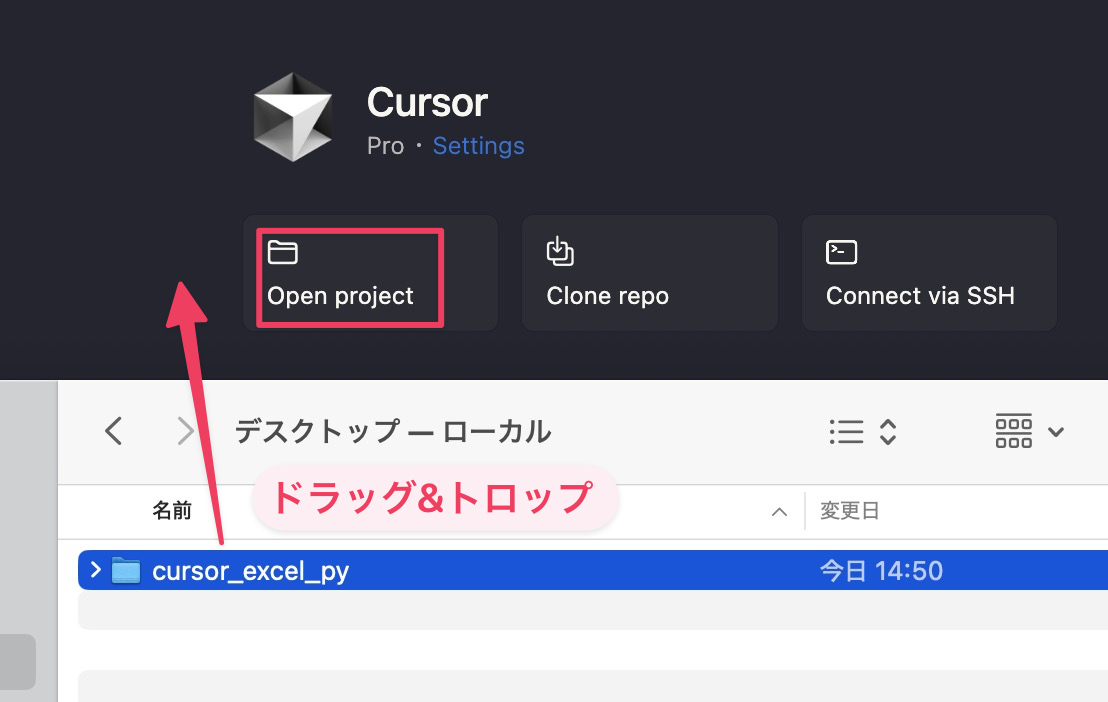 Cursor
Pro・Settings
Open project
Clone repo
Connect via SSH
デスクトップ — ローカル
ドラッグ&トロップ
名前
変更日
cursor_excel_py
今日 14:50